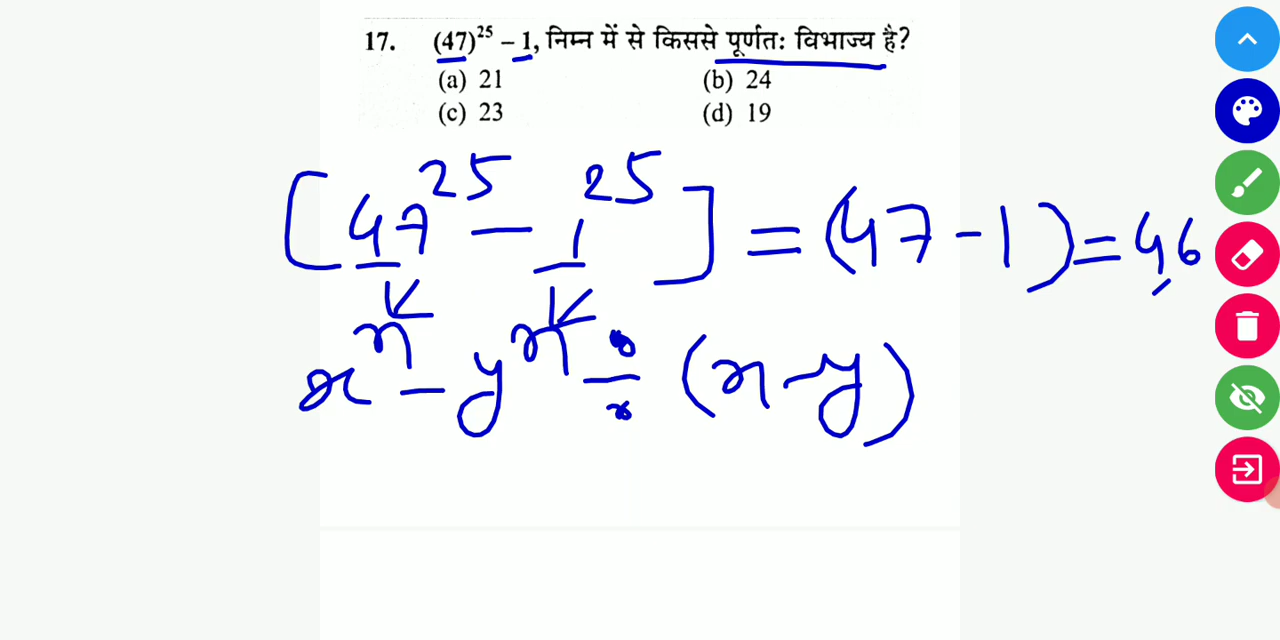 17. (47)²⁵ – 1, निम्न में से किससे पूर्णतः विभाज्य है?
(a) 21 (b) 24
(c) 23 (d) 19
[47²⁵ – 1²⁵] = (47 – 1) = 46
xⁿ – yⁿ ÷ (x – y)